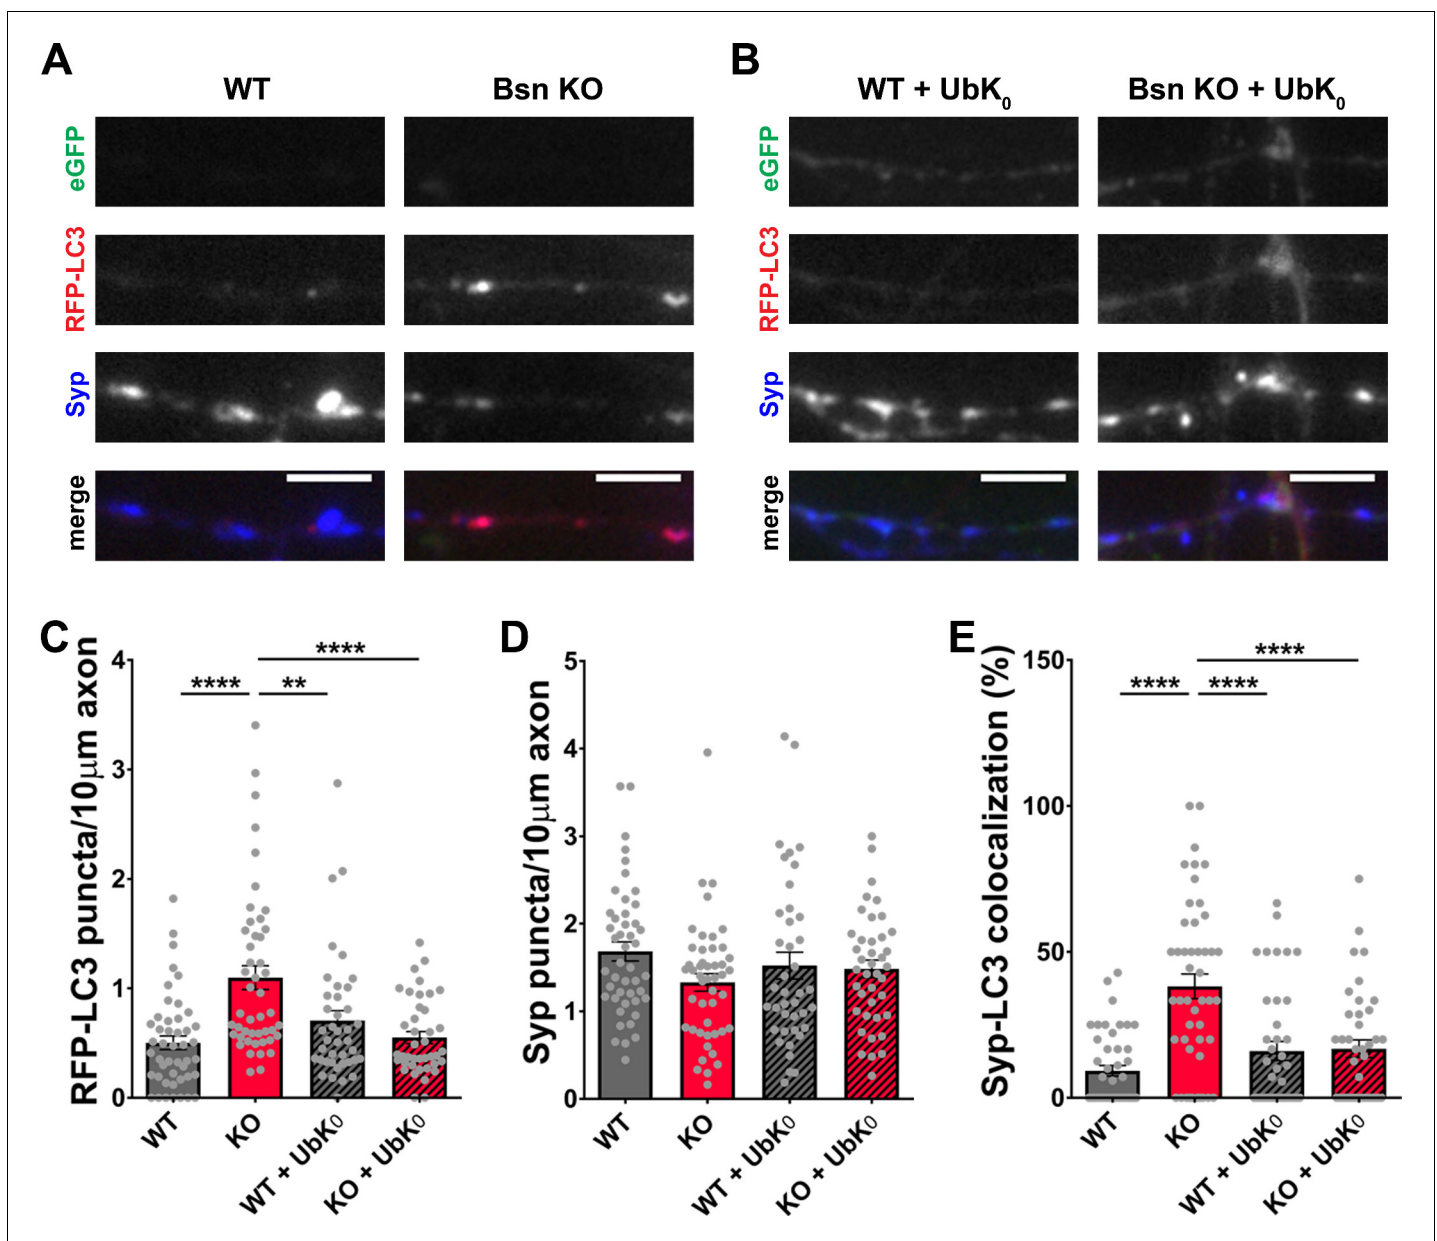 A
WT
Bsn KO
eGFP
RFP-LC3
Syp
merge
B
WT + UbK0
Bsn KO + UbK0
eGFP
RFP-LC3
Syp
merge
C
RFP-LC3 puncta/10µm axon
4
3
2
1
0
****
**
****
WT
KO
WT + UbK0
KO + UbK0
D
Syp puncta/10µm axon
5
4
3
2
1
0
WT
KO
WT + UbK0
KO + UbK0
E
Syp-LC3 colocalization (%)
150
100
50
0
****
****
****
WT
KO
WT + UbK0
KO + UbK0